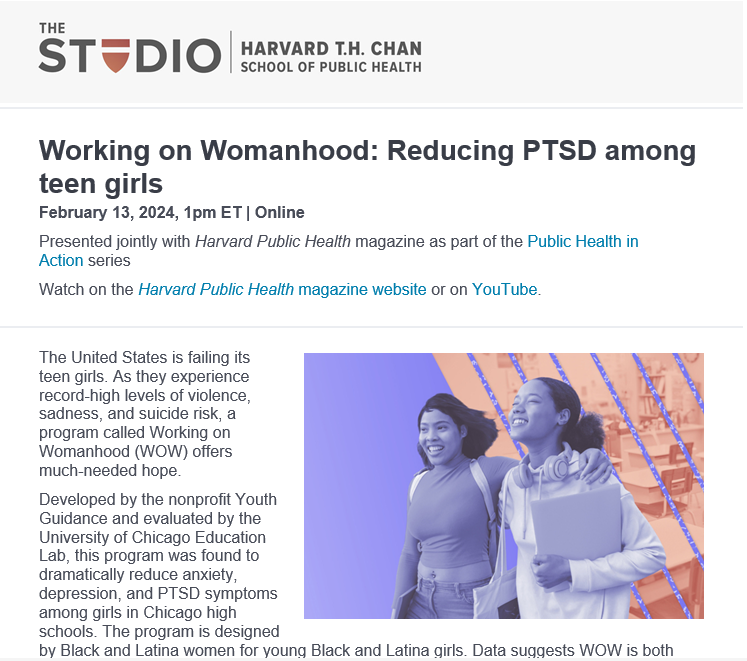 THE
STUDIO
HARVARD T.H. CHAN
SCHOOL OF PUBLIC HEALTH
Working on Womanhood: Reducing PTSD among
teen girls
February 13, 2024, 1pm ET | Online
Presented jointly with Harvard Public Health magazine as part of the Public Health in
Action series
Watch on the Harvard Public Health magazine website or on YouTube.
The United States is failing its
teen girls. As they experience
record-high levels of violence,
sadness, and suicide risk, a
program called Working on
Womanhood (WOW) offers
much-needed hope.
Developed by the nonprofit Youth
Guidance and evaluated by the
University of Chicago Education
Lab, this program was found to
dramatically reduce anxiety,
depression, and PTSD symptoms
among girls in Chicago high
schools. The program is designed
by Black and Latina women for young Black and Latina girls. Data suggests WOW is both